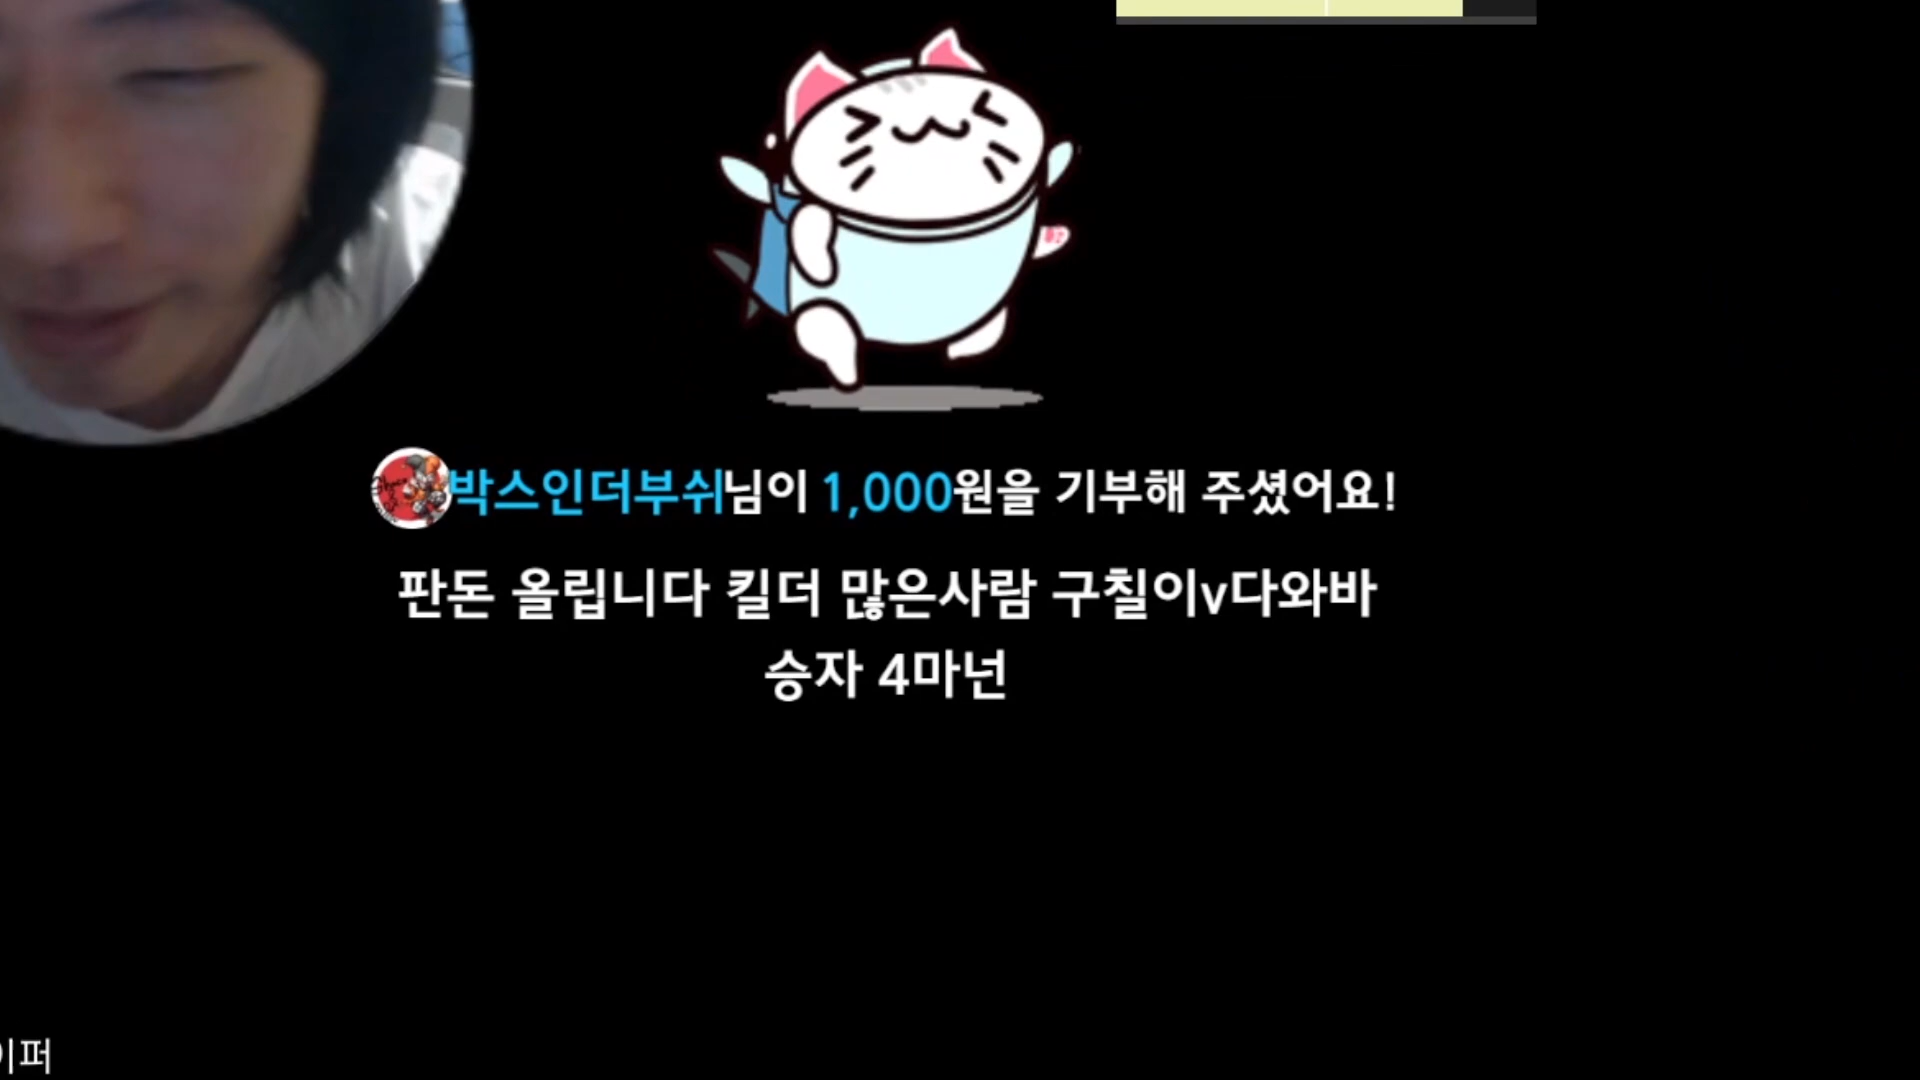 박스인더부쉬님이 1,000원을 기부해 주셨어요!
판돈 올립니다 킬더 많은사람 구칠이v다와바
승자 4마넌
이퍼